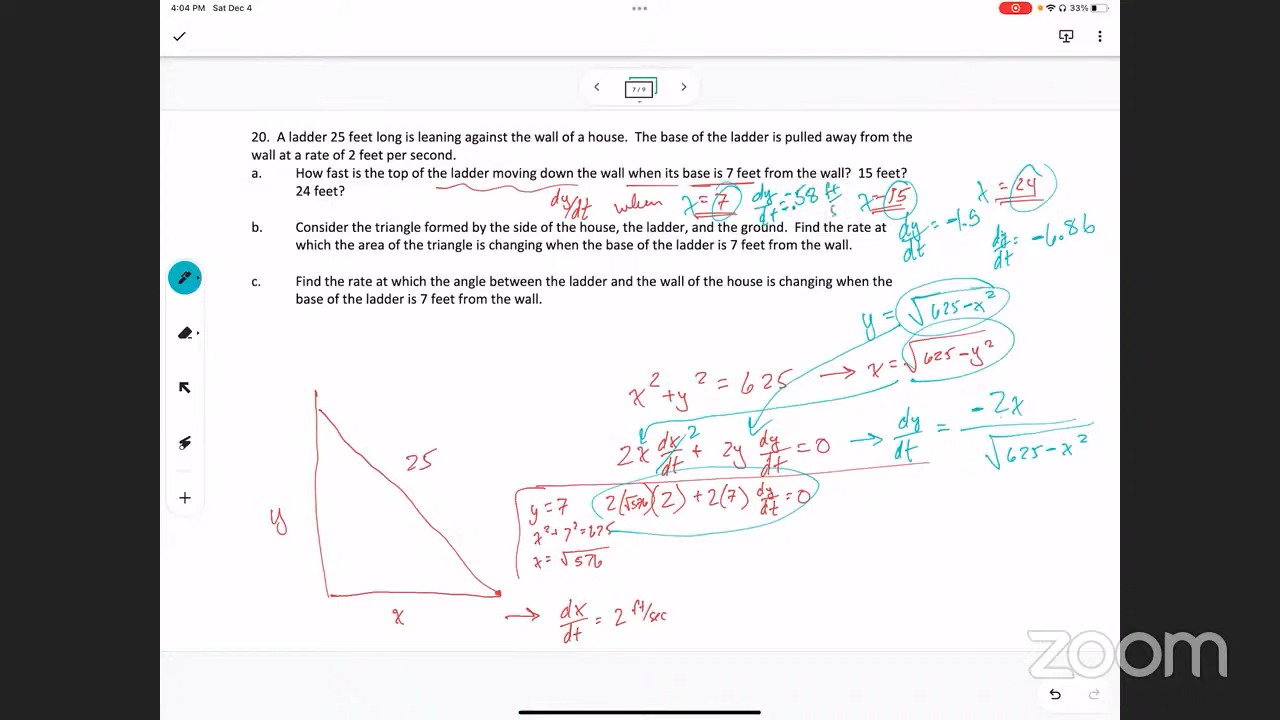 4:04 PM Sat Dec 4
33%
7 / 9
20. A ladder 25 feet long is leaning against the wall of a house. The base of the ladder is pulled away from the
wall at a rate of 2 feet per second.
a. How fast is the top of the ladder moving down the wall when its base is 7 feet from the wall? 15 feet?
24 feet?
dy/dt when x = 7 dy/dt = .58 ft/s x = 15 x = 24
dy/dt = -1.5 dy/dt = -6.86
b. Consider the triangle formed by the side of the house, the ladder, and the ground. Find the rate at
which the area of the triangle is changing when the base of the ladder is 7 feet from the wall.
c. Find the rate at which the angle between the ladder and the wall of the house is changing when the
base of the ladder is 7 feet from the wall.
y = √625-x²
x² + y² = 625 → x = √625-y²
2x dx/dt 2 + 2y dy/dt = 0 → dy/dt = -2x/√625-x²
25
y = 7 2(√576)(2) + 2(7) dy/dt = 0
y
x² + 7² = 625
x = √576
x → dx/dt = 2 ft/sec
zoom